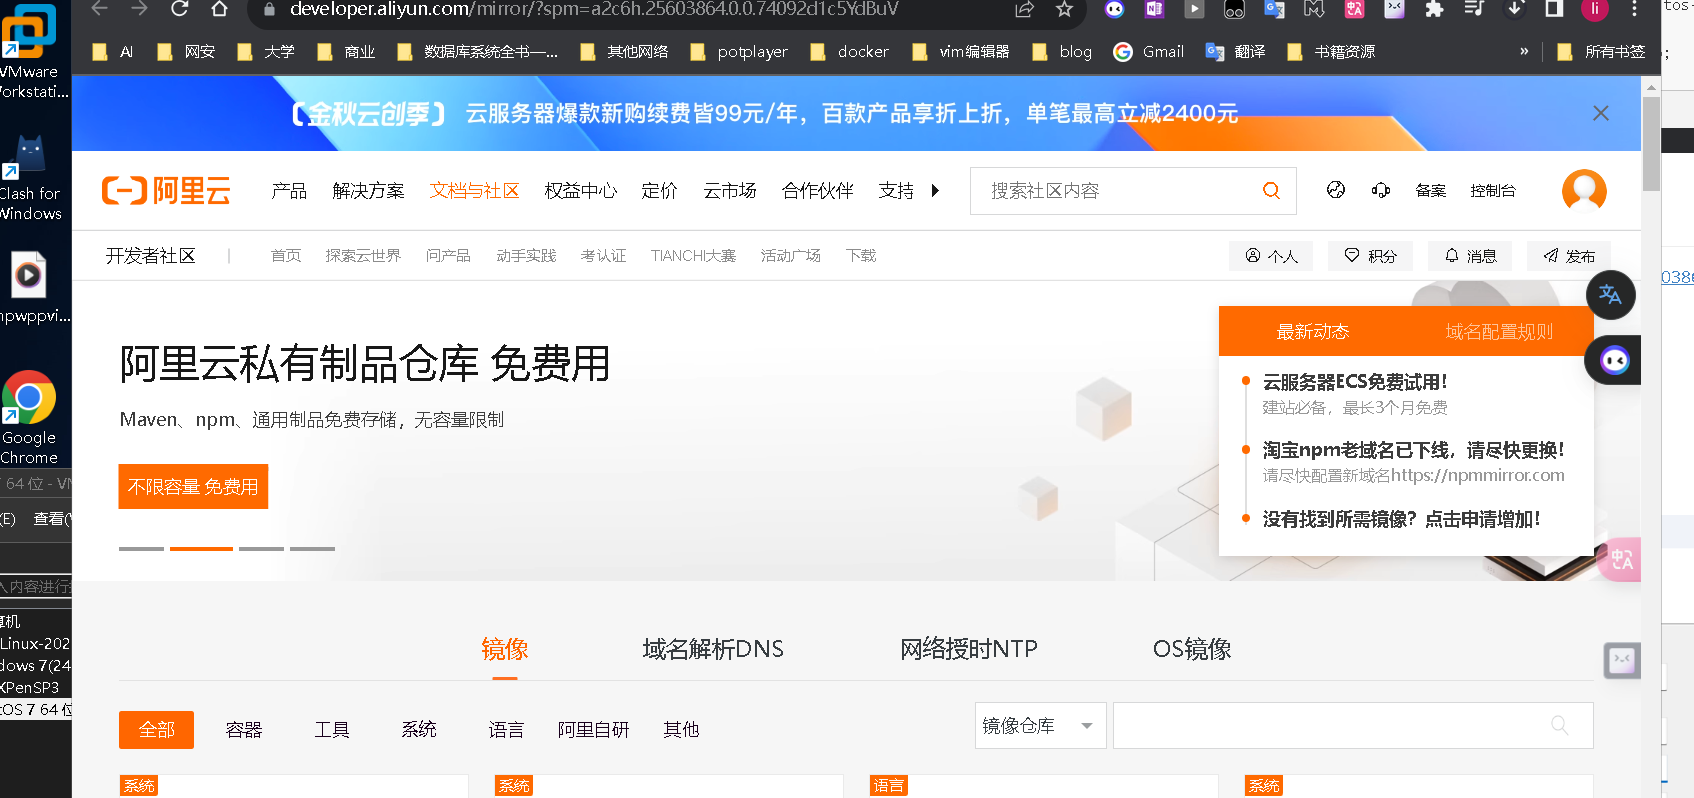 developer.aliyun.com/mirror/?spm=a2c6h.25603864.0.0.74092d1c5YdBuV
AI 网安 大学 商业 数据库系统全书—... 其他网络 potplayer docker vim编辑器 blog Gmail 翻译 书籍资源 » 所有书签
【金秋云创季】 云服务器爆款新购续费皆99元/年，百款产品享折上折，单笔最高立减2400元
阿里云 产品 解决方案 文档与社区 权益中心 定价 云市场 合作伙伴 支持 搜索社区内容 备案 控制台
开发者社区 | 首页 探索云世界 问产品 动手实践 考认证 TIANCHI大赛 活动广场 下载 个人 积分 消息 发布
阿里云私有制品仓库 免费用
Maven、npm、通用制品免费存储，无容量限制
不限容量 免费用
最新动态 域名配置规则
云服务器ECS免费试用！
建站必备，最长3个月免费
淘宝npm老域名已下线，请尽快更换！
请尽快配置新域名https://npmmirror.com
没有找到所需镜像？点击申请增加！
镜像 域名解析DNS 网络授时NTP OS镜像
全部 容器 工具 系统 语言 阿里自研 其他 镜像仓库
系统 系统 语言 系统
VMware
orkstati...
Clash for
Windows
npwppvi...
Google
Chrome
7 64 位 - VM
(E) 查看(V
入内容进行
算机
Linux-202
dows 7(24
XPenSP3
tOS 7 64 位
tos-
;
0386